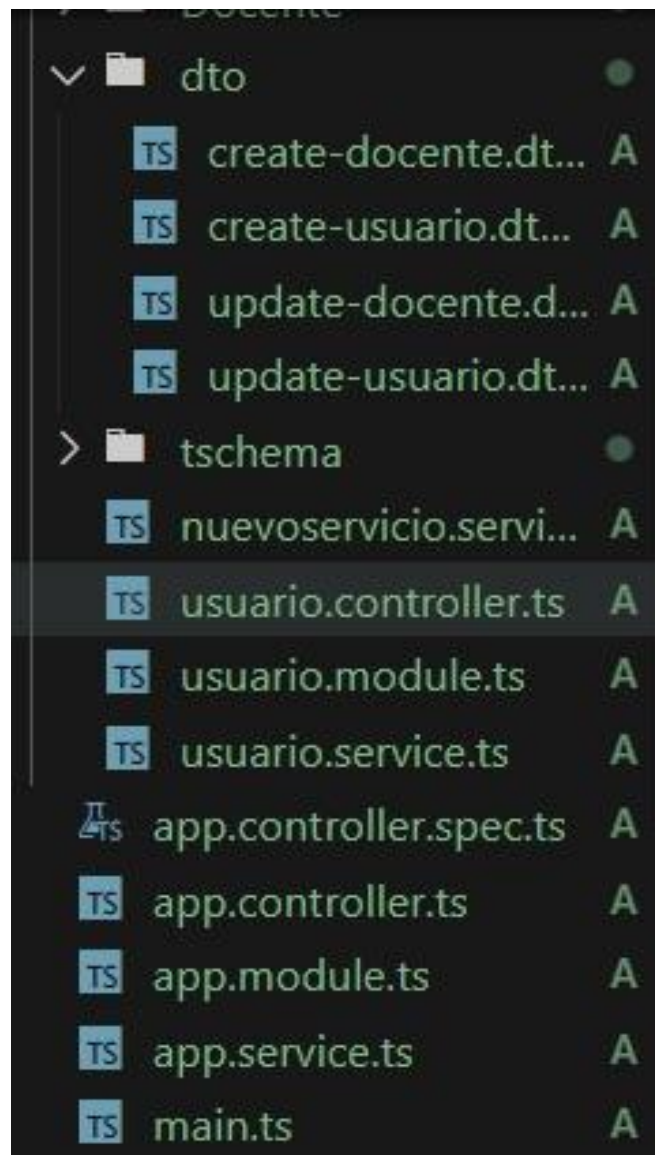 Docente
dto
TS create-docente.dt... A
TS create-usuario.dt... A
TS update-docente.d... A
TS update-usuario.dt... A
tschema
TS nuevoservicio.servi... A
TS usuario.controller.ts A
TS usuario.module.ts A
TS usuario.service.ts A
TS app.controller.spec.ts A
TS app.controller.ts A
TS app.module.ts A
TS app.service.ts A
TS main.ts A